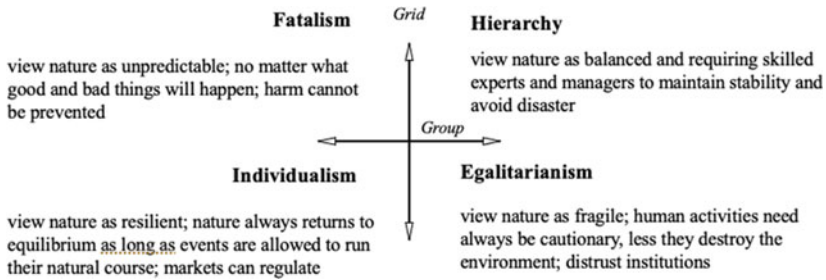 Fatalism
Grid
Hierarchy
view nature as unpredictable; no matter what
good and bad things will happen; harm cannot
be prevented
view nature as balanced and requiring skilled
experts and managers to maintain stability and
avoid disaster
Group
Individualism
Egalitarianism
view nature as resilient; nature always returns to
equilibrium as long as events are allowed to run
their natural course; markets can regulate
view nature as fragile; human activities need
always be cautionary, less they destroy the
environment; distrust institutions